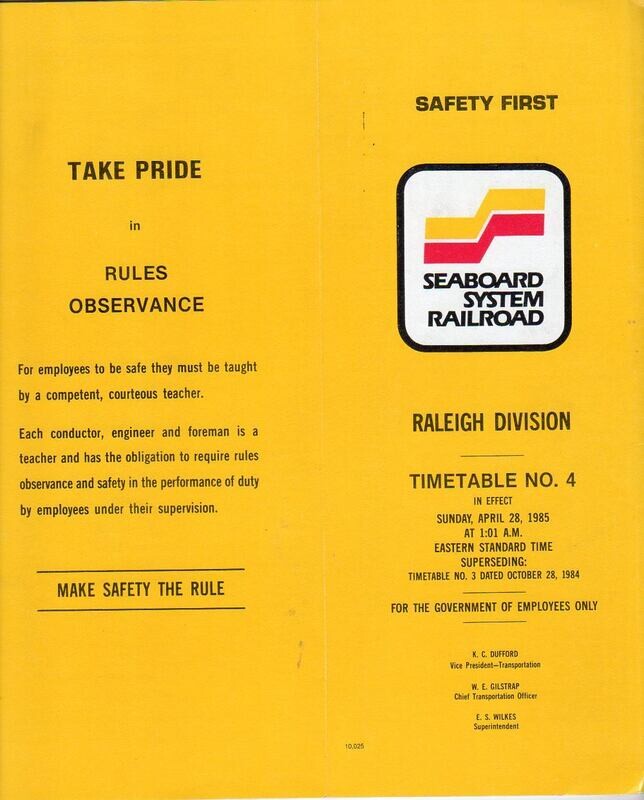 TAKE PRIDE
in
RULES
OBSERVANCE
For employees to be safe they must be taught
by a competent, courteous teacher.
Each conductor, engineer and foreman is a
teacher and has the obligation to require rules
observance and safety in the performance of duty
by employees under their supervision.
MAKE SAFETY THE RULE
SAFETY FIRST
SEABOARD
SYSTEM
RAILROAD
RALEIGH DIVISION
TIMETABLE NO. 4
IN EFFECT
SUNDAY, APRIL 28, 1985
AT 1:01 A.M.
EASTERN STANDARD TIME
SUPERSEDING:
TIMETABLE NO. 3 DATED OCTOBER 28, 1984
FOR THE GOVERNMENT OF EMPLOYEES ONLY
K. C. DUFFORD
Vice President—Transportation
W. E. GILSTRAP
Chief Transportation Officer
E. S. WILKES
Superintendent
10,025